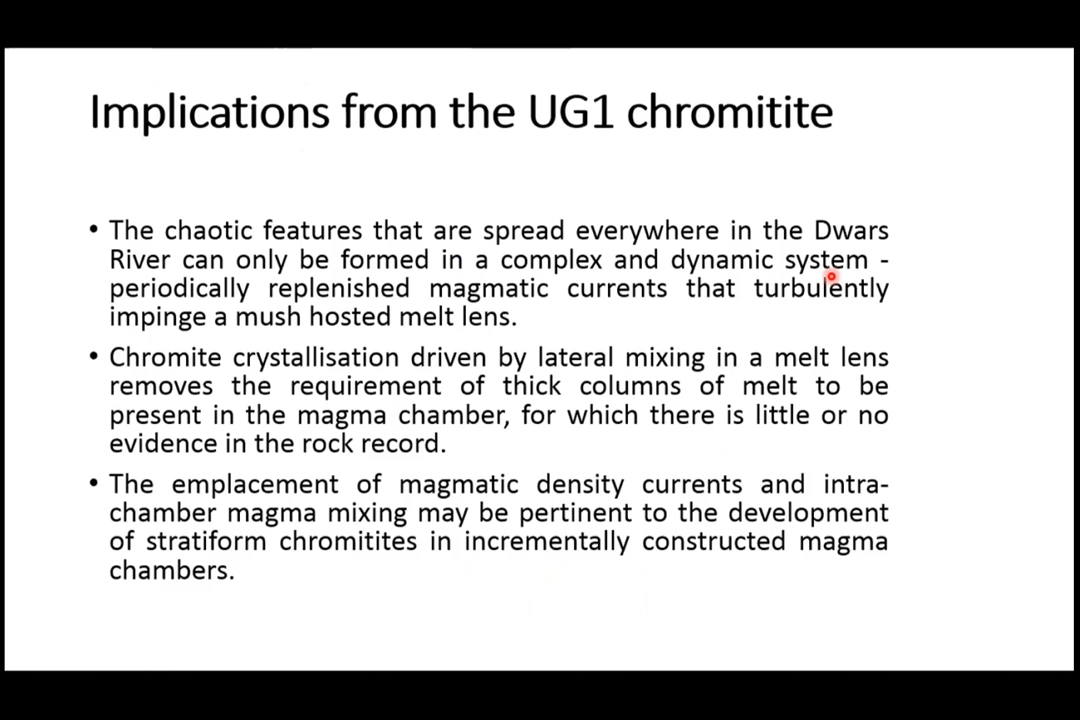 Implications from the UG1 chromitite
• The chaotic features that are spread everywhere in the Dwars
River can only be formed in a complex and dynamic system -
periodically replenished magmatic currents that turbulently
impinge a mush hosted melt lens.
• Chromite crystallisation driven by lateral mixing in a melt lens
removes the requirement of thick columns of melt to be
present in the magma chamber, for which there is little or no
evidence in the rock record.
• The emplacement of magmatic density currents and intra-
chamber magma mixing may be pertinent to the development
of stratiform chromitites in incrementally constructed magma
chambers.